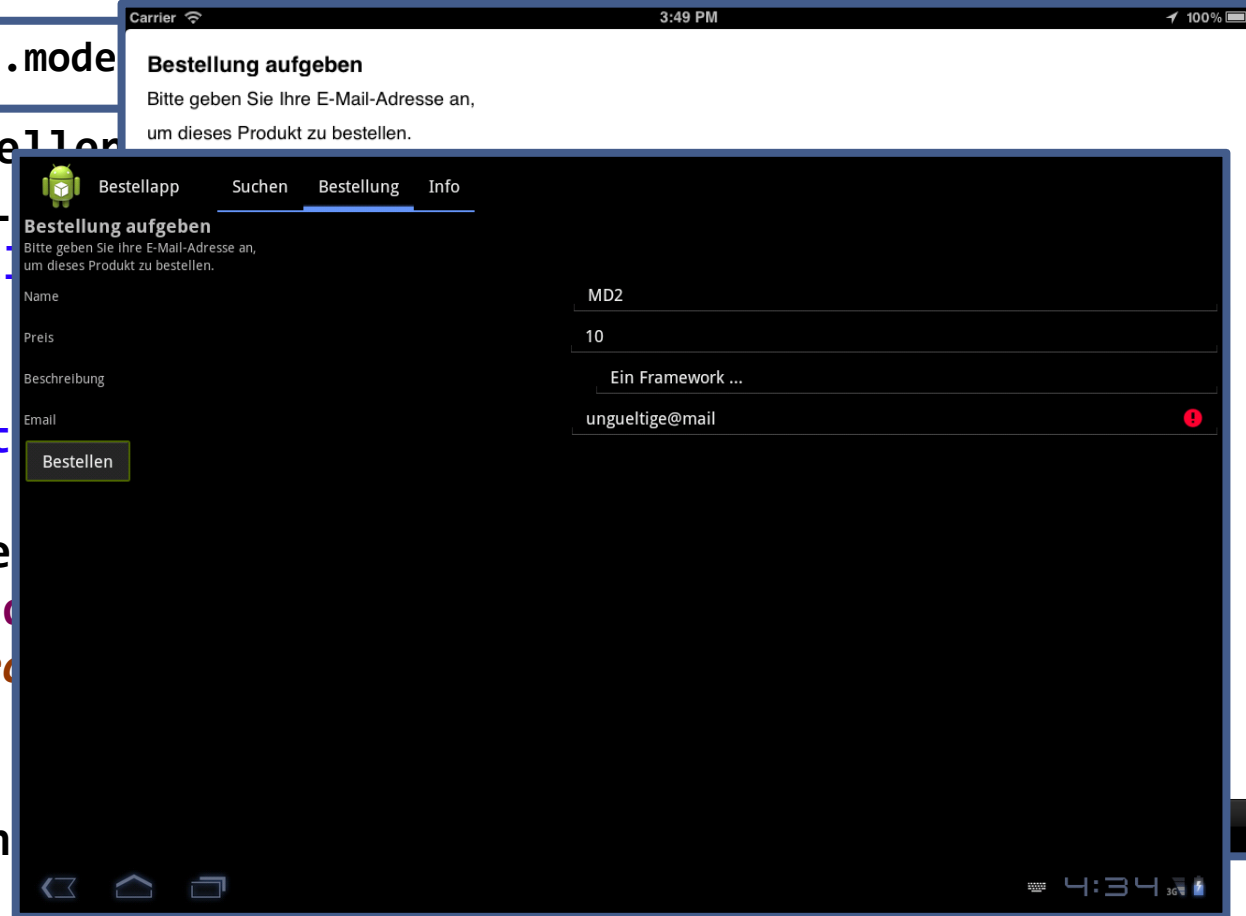 Carrier 3:49 PM 100%
.mode
Bestellung aufgeben
Bitte geben Sie Ihre E-Mail-Adresse an,
um dieses Produkt zu bestellen.
Bestellapp Suchen Bestellung Info
Bestellung aufgeben
Bitte geben Sie ihre E-Mail-Adresse an,
um dieses Produkt zu bestellen.
Name MD2
Preis 10
Beschreibung Ein Framework ...
Email ungueltige@mail
Bestellen
4:34 3G